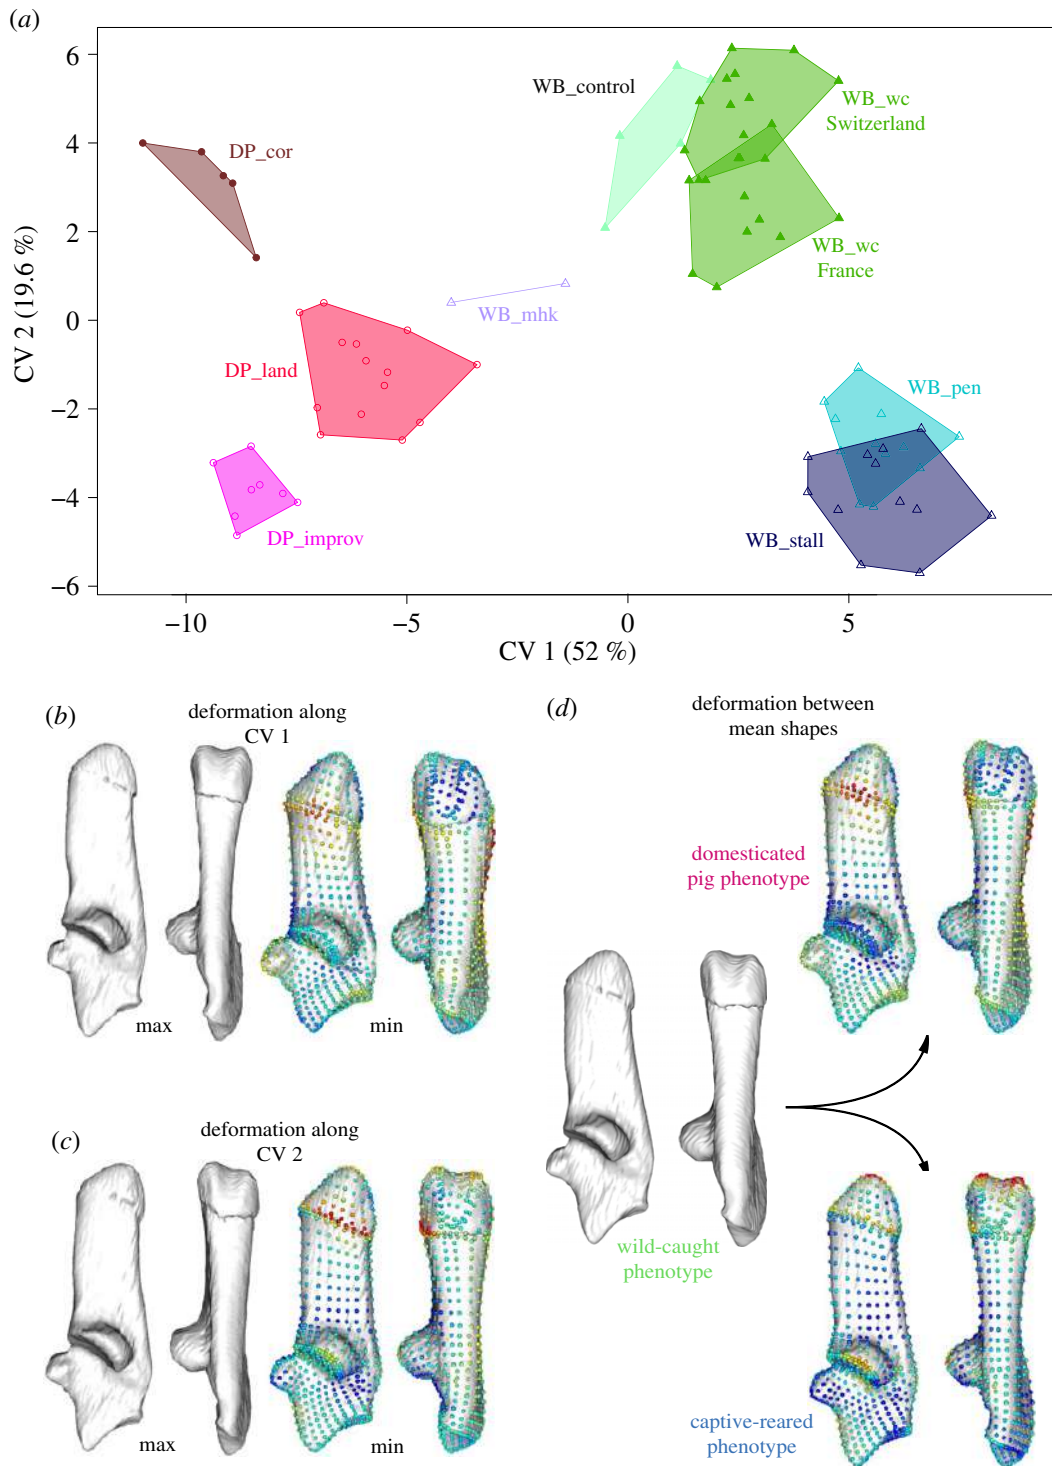 (a)
6
4
2
0
−2
−4
−6
CV 2 (19.6 %)
WB_control
WB_wc
Switzerland
DP_cor
WB_wc
France
WB_mhk
DP_land
WB_pen
DP_improv
WB_stall
−10
−5
0
5
CV 1 (52 %)
(b)
deformation along
CV 1
max
min
(c)
deformation along
CV 2
max
min
(d)
deformation between
mean shapes
domesticated
pig phenotype
wild-caught
phenotype
captive-reared
phenotype